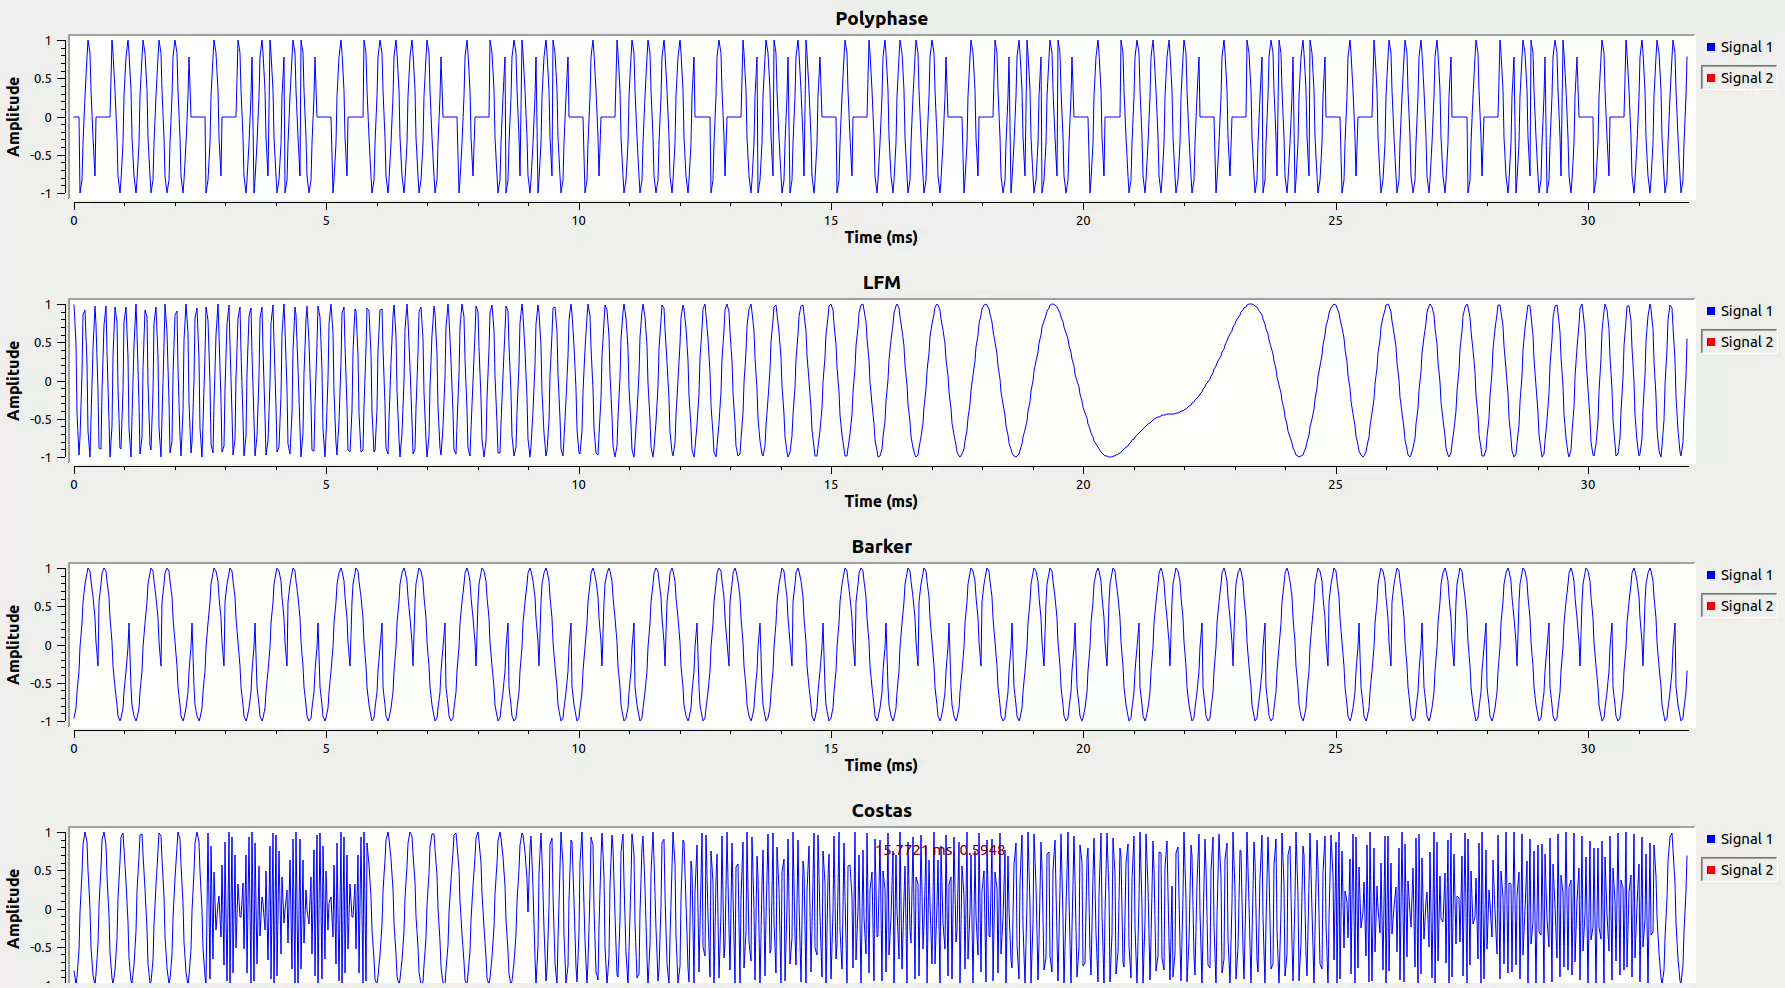 Polyphase
1
0.5
0
-0.5
-1
Amplitude
0 5 10 15 20 25 30
Time (ms)
Signal 1
Signal 2
LFM
1
0.5
0
-0.5
-1
Amplitude
0 5 10 15 20 25 30
Time (ms)
Signal 1
Signal 2
Barker
1
0.5
0
-0.5
-1
Amplitude
0 5 10 15 20 25 30
Time (ms)
Signal 1
Signal 2
Costas
1
0.5
0
-0.5
Amplitude
15.7721 ms, 0.5948
Signal 1
Signal 2